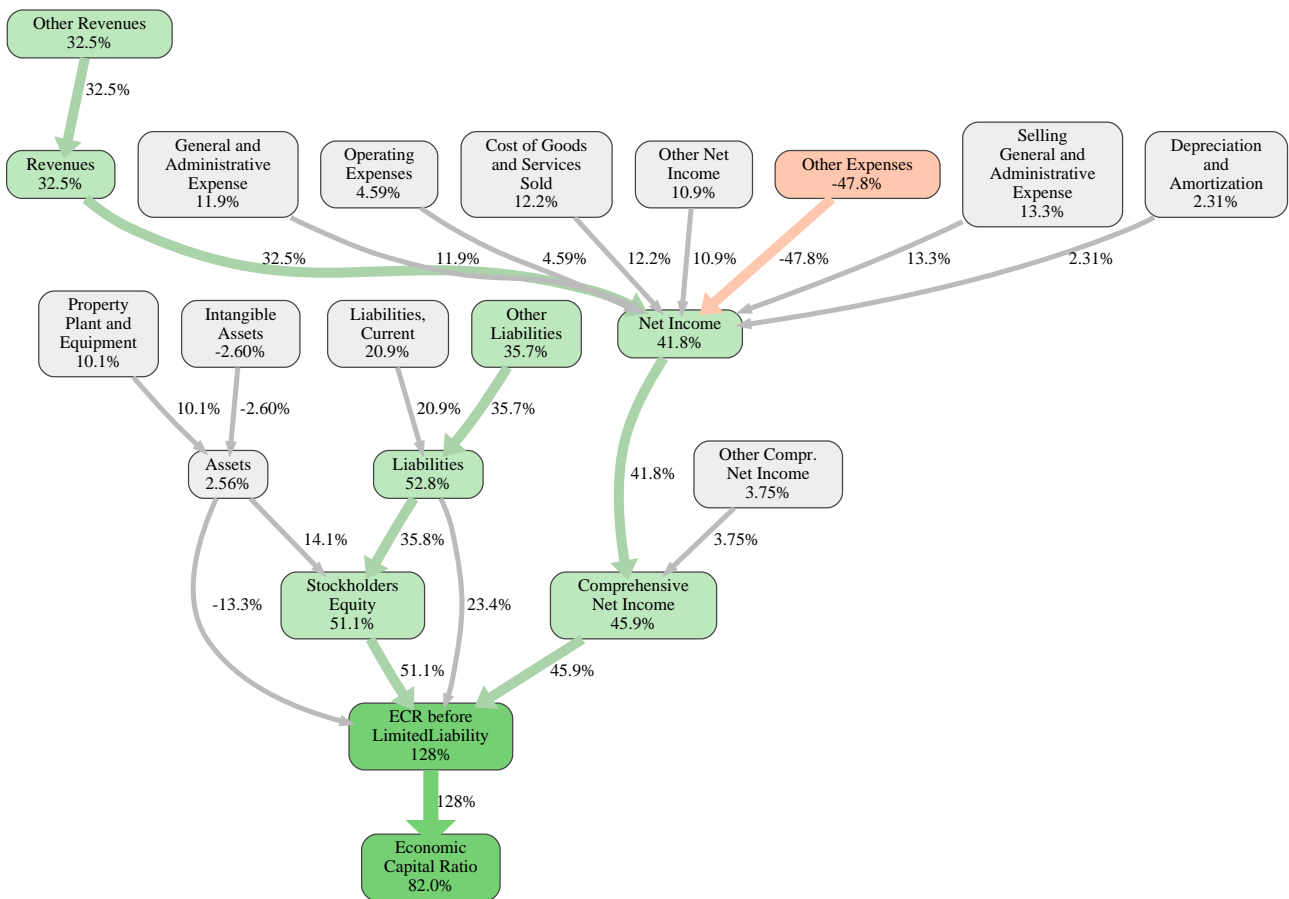 Other Revenues
32.5%
32.5%
Revenues
32.5%
General and
Administrative
Expense
11.9%
Operating
Expenses
4.59%
Cost of Goods
and Services
Sold
12.2%
Other Net
Income
10.9%
Other Expenses
-47.8%
Selling
General and
Administrative
Expense
13.3%
Depreciation
and
Amortization
2.31%
32.5%
11.9%
4.59%
12.2%
10.9%
-47.8%
13.3%
2.31%
Property
Plant and
Equipment
10.1%
Intangible
Assets
-2.60%
Liabilities,
Current
20.9%
Other
Liabilities
35.7%
Net Income
41.8%
10.1%
-2.60%
20.9%
35.7%
41.8%
Assets
2.56%
Liabilities
52.8%
Other Compr.
Net Income
3.75%
14.1%
35.8%
3.75%
-13.3%
Stockholders
Equity
51.1%
23.4%
Comprehensive
Net Income
45.9%
51.1%
45.9%
ECR before
LimitedLiability
128%
128%
Economic
Capital Ratio
82.0%